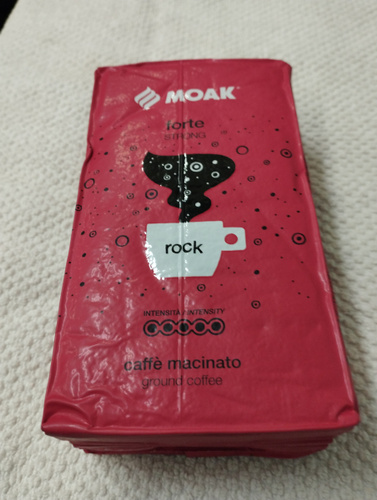 MOAK
forte
STRONG
rock
INTENSITÀ / INTENSITY
caffè macinato
ground coffee